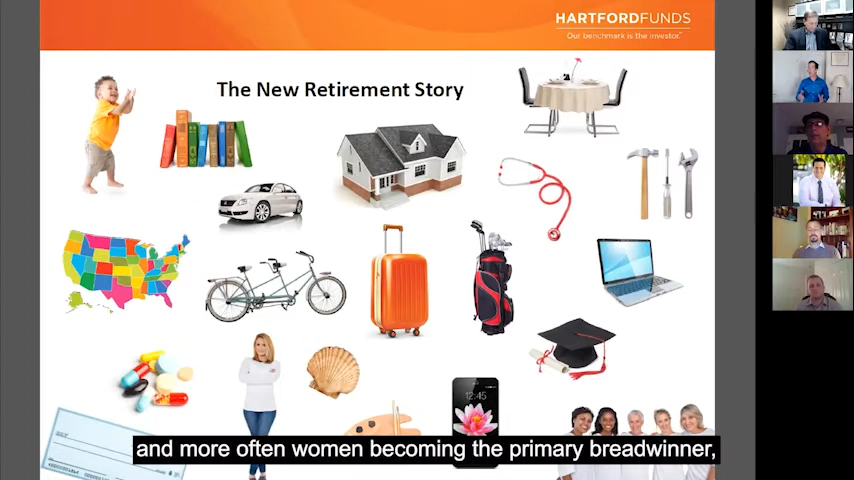 HARTFORDFUNDS
Our benchmark is the investor.
The New Retirement Story
12:45
and more often women becoming the primary breadwinner,